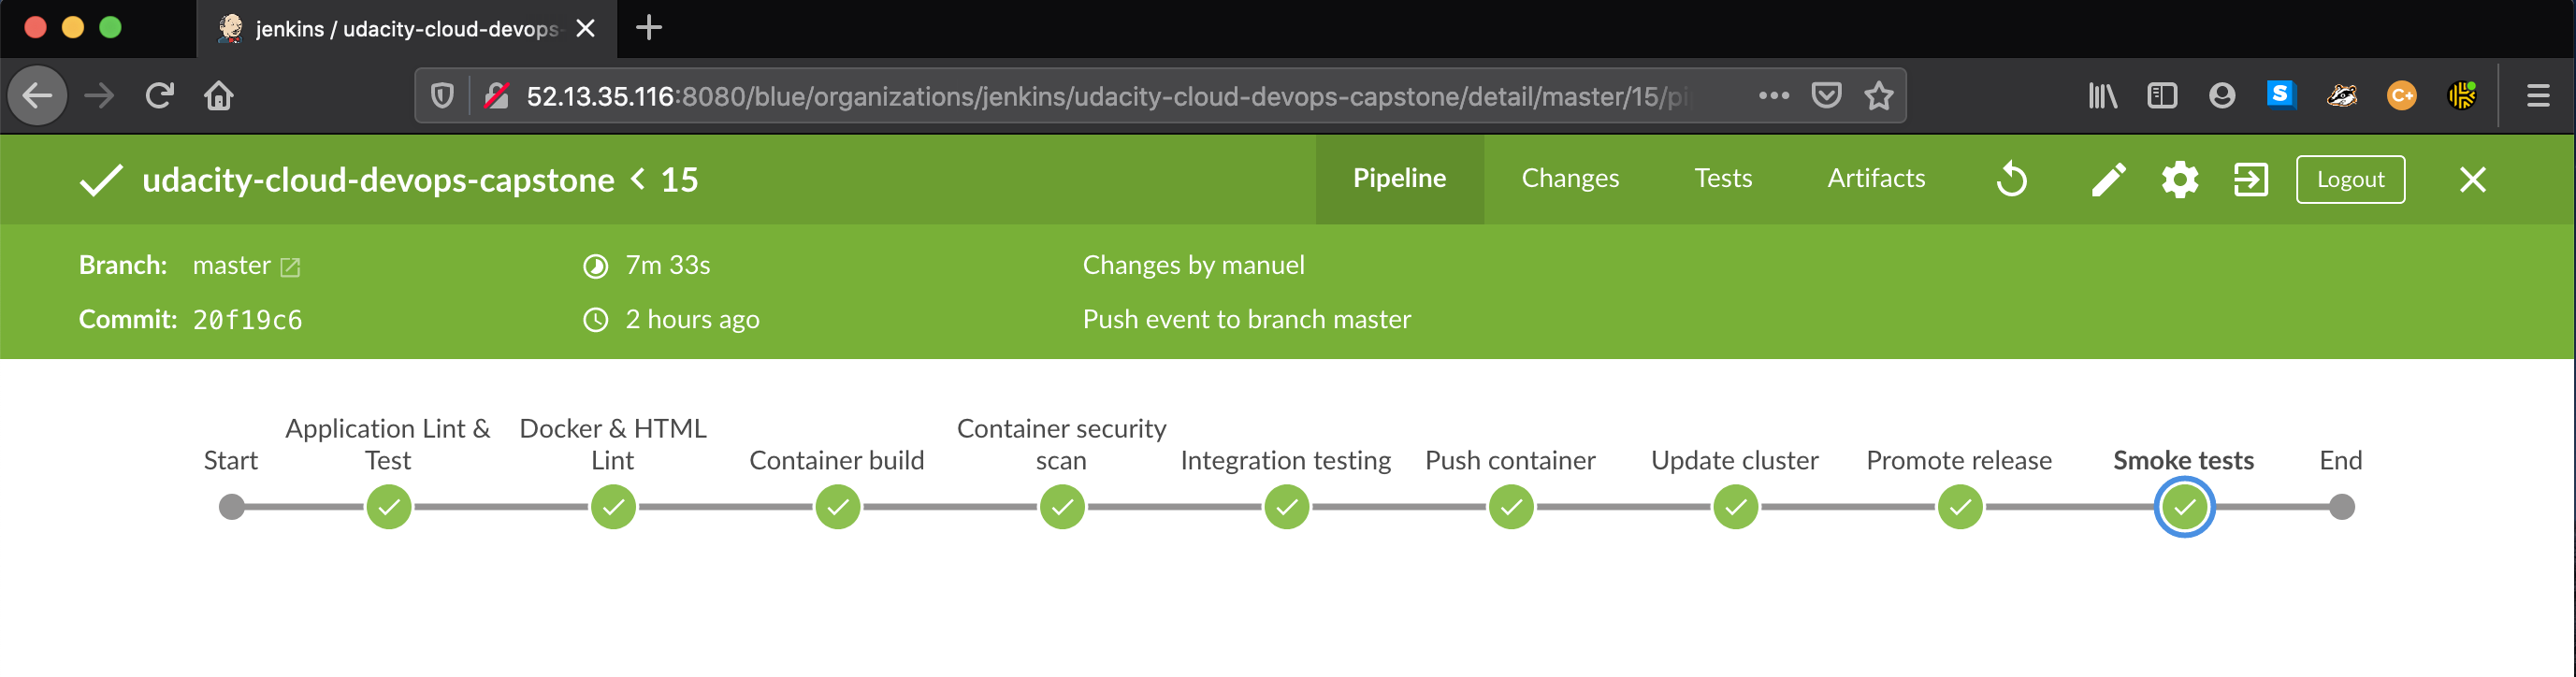 jenkins / udacity-cloud-devops-
52.13.35.116:8080/blue/organizations/jenkins/udacity-cloud-devops-capstone/detail/master/15/pi
S
C+
udacity-cloud-devops-capstone < 15
Pipeline
Changes
Tests
Artifacts
Logout
Branch: master
7m 33s
Changes by manuel
Commit: 20f19c6
2 hours ago
Push event to branch master
Start
Application Lint &
Test
Docker & HTML
Lint
Container build
Container security
scan
Integration testing
Push container
Update cluster
Promote release
Smoke tests
End